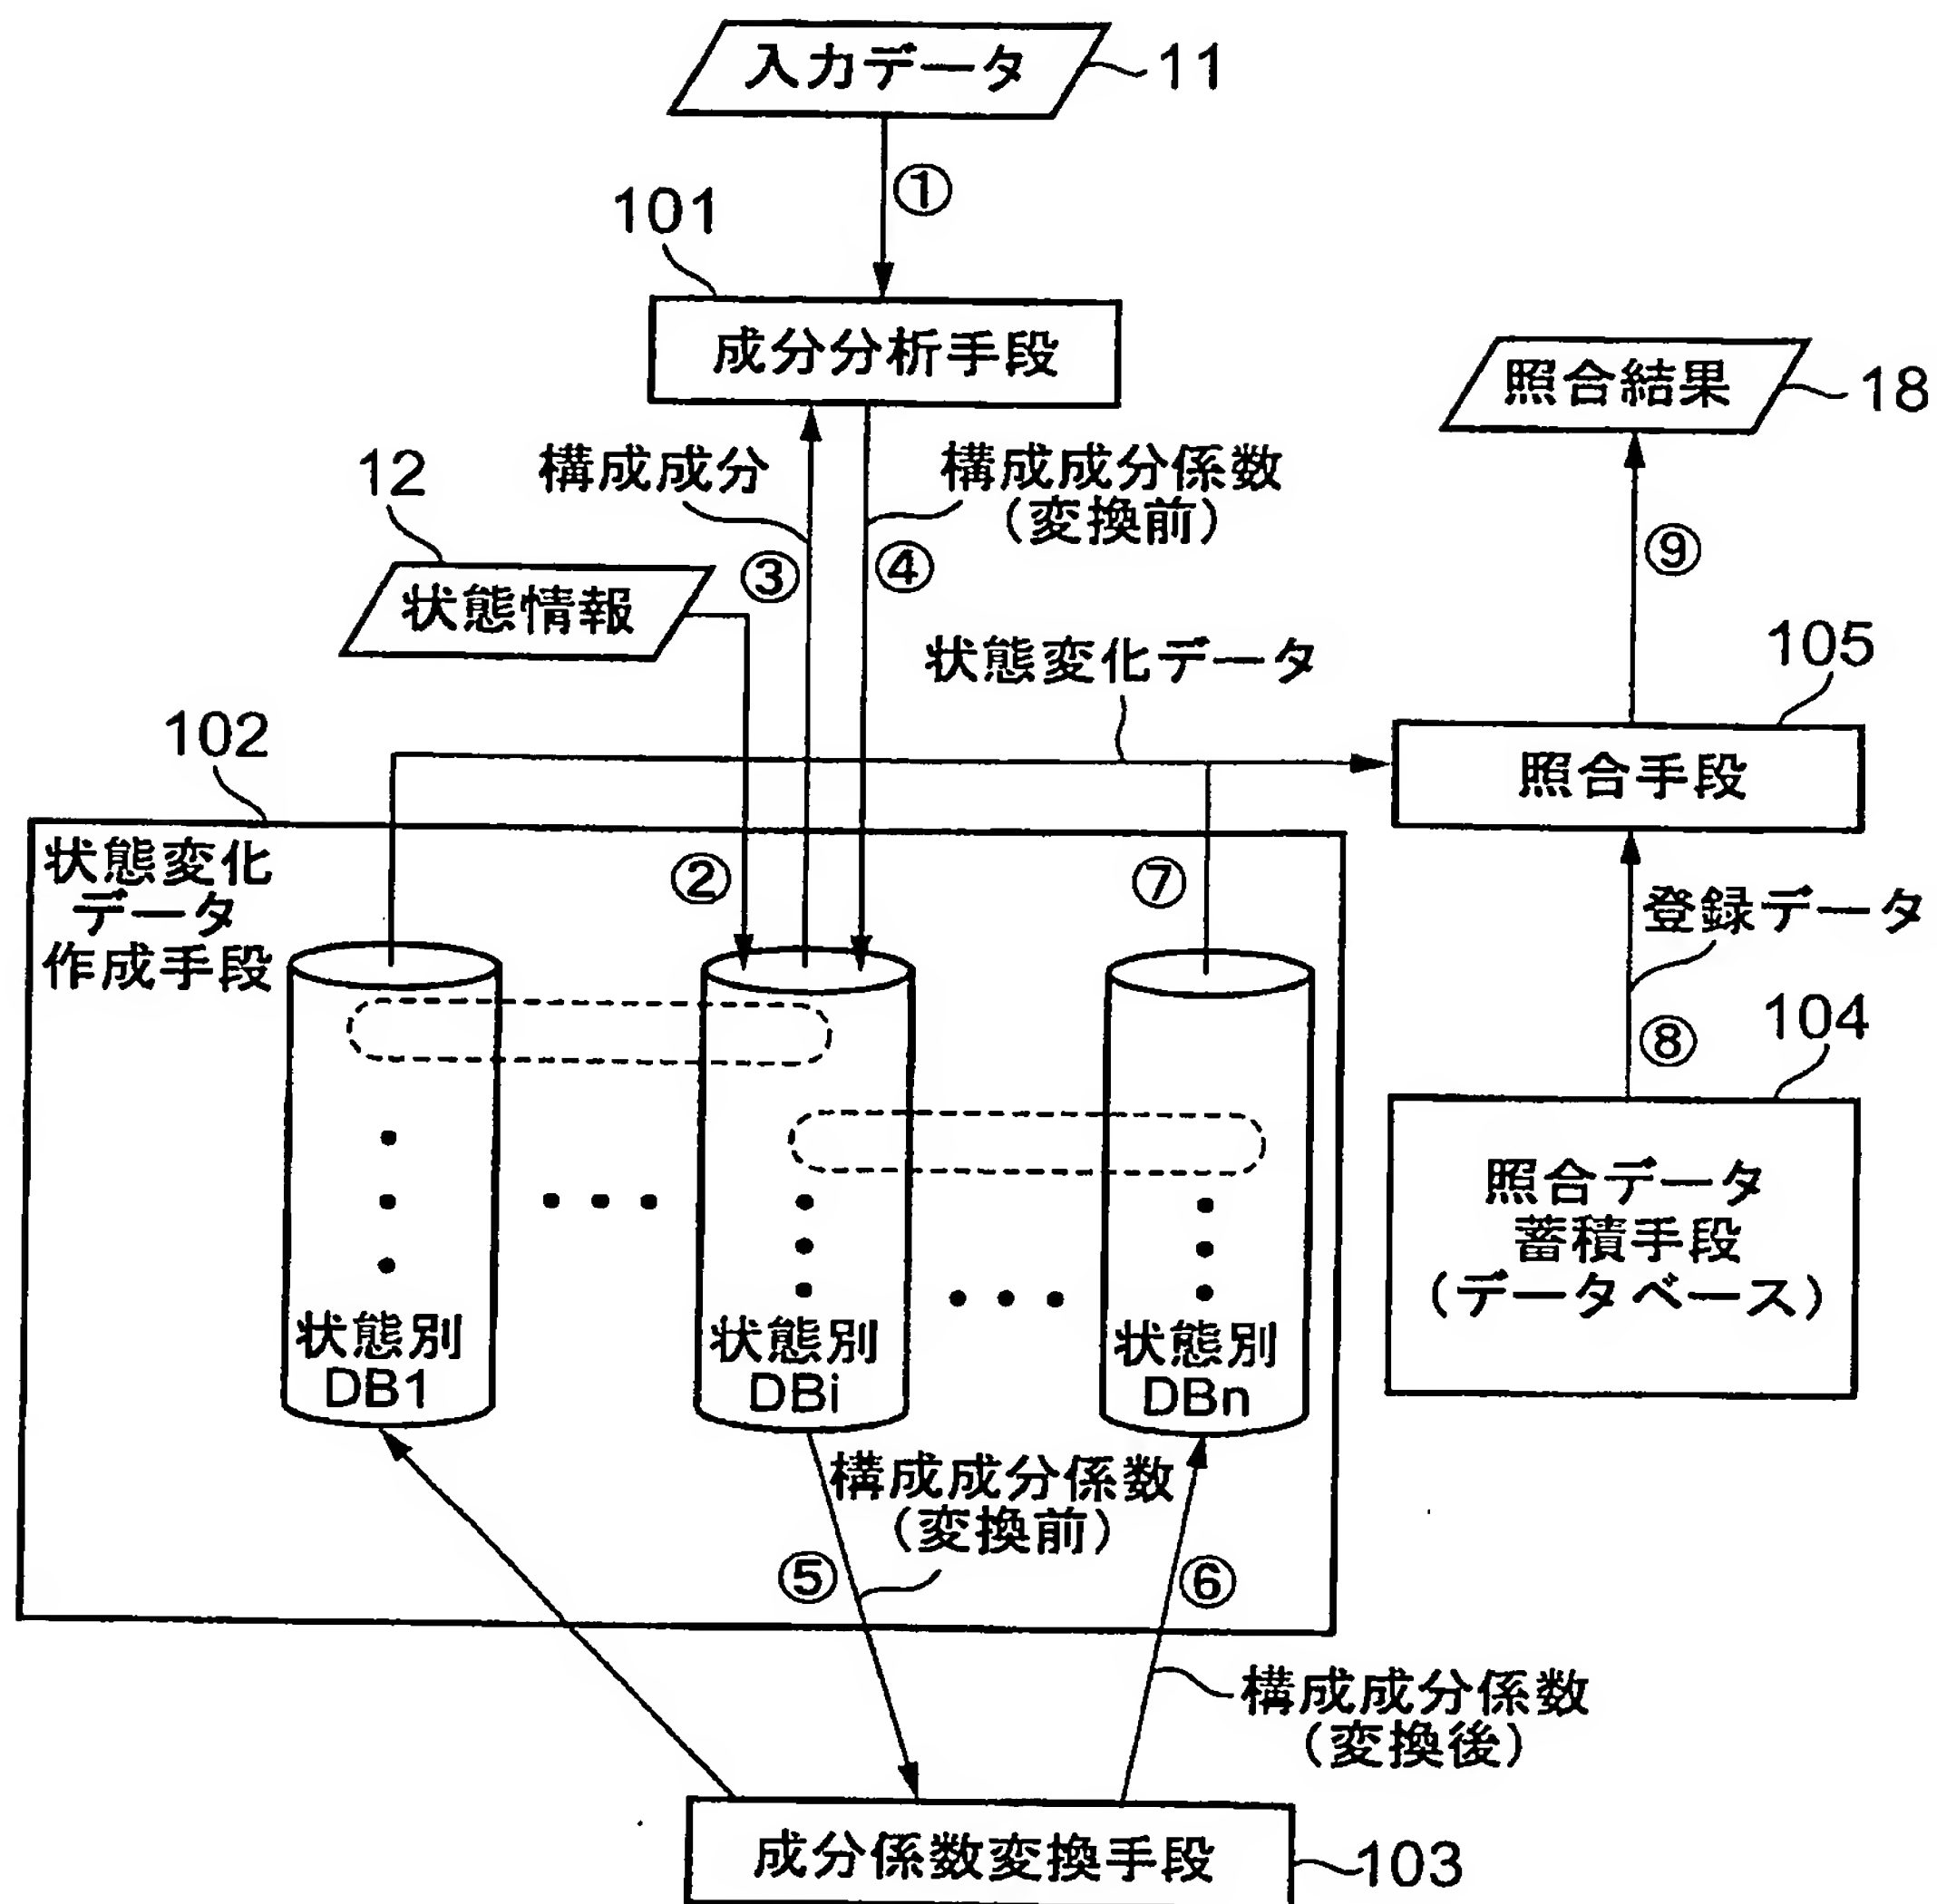 入力データ
11
①
101
成分分析手段
照合結果
18
12
構成成分
構成成分係数
(変換前)
③
④
⑨
状態情報
状態変化データ
105
102
照合手段
状態変化
データ
作成手段
②
⑦
登録データ
⑧
104
照合データ
蓄積手段
(データベース)
状態別
DB1
状態別
DBi
状態別
DBn
構成成分係数
(変換前)
⑤
⑥
構成成分係数
(変換後)
成分係数変換手段
103